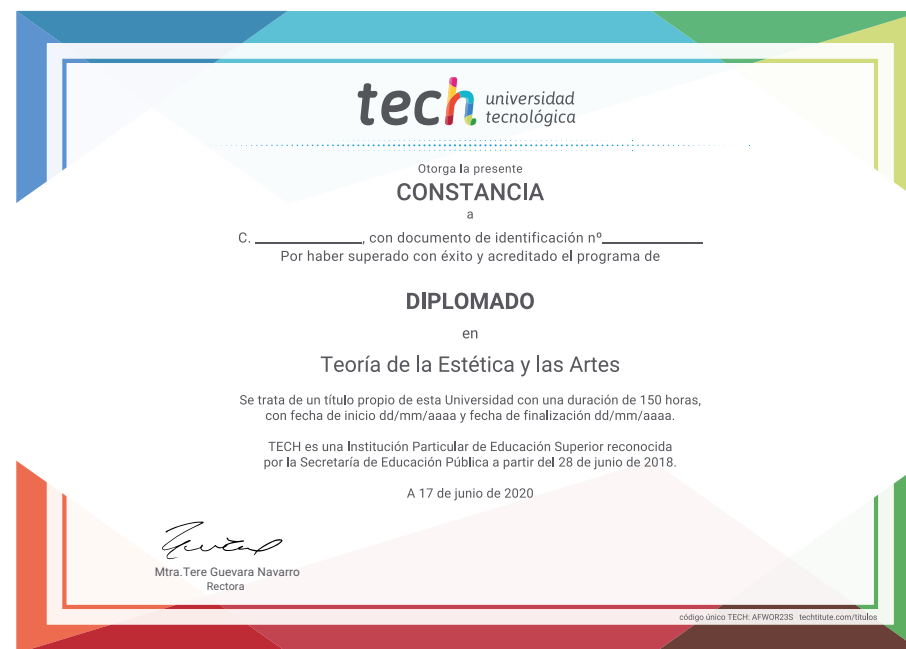 tech universidad
tecnológica
Otorga la presente
CONSTANCIA
a
C. ______________, con documento de identificación nº_____________
Por haber superado con éxito y acreditado el programa de
DIPLOMADO
en
Teoría de la Estética y las Artes
Se trata de un título propio de esta Universidad con una duración de 150 horas,
con fecha de inicio dd/mm/aaaa y fecha de finalización dd/mm/aaaa.
TECH es una Institución Particular de Educación Superior reconocida
por la Secretaría de Educación Pública a partir del 28 de junio de 2018.
A 17 de junio de 2020
Mtra.Tere Guevara Navarro
Rectora
código único TECH: AFWOR23S techtitute.com/titulos